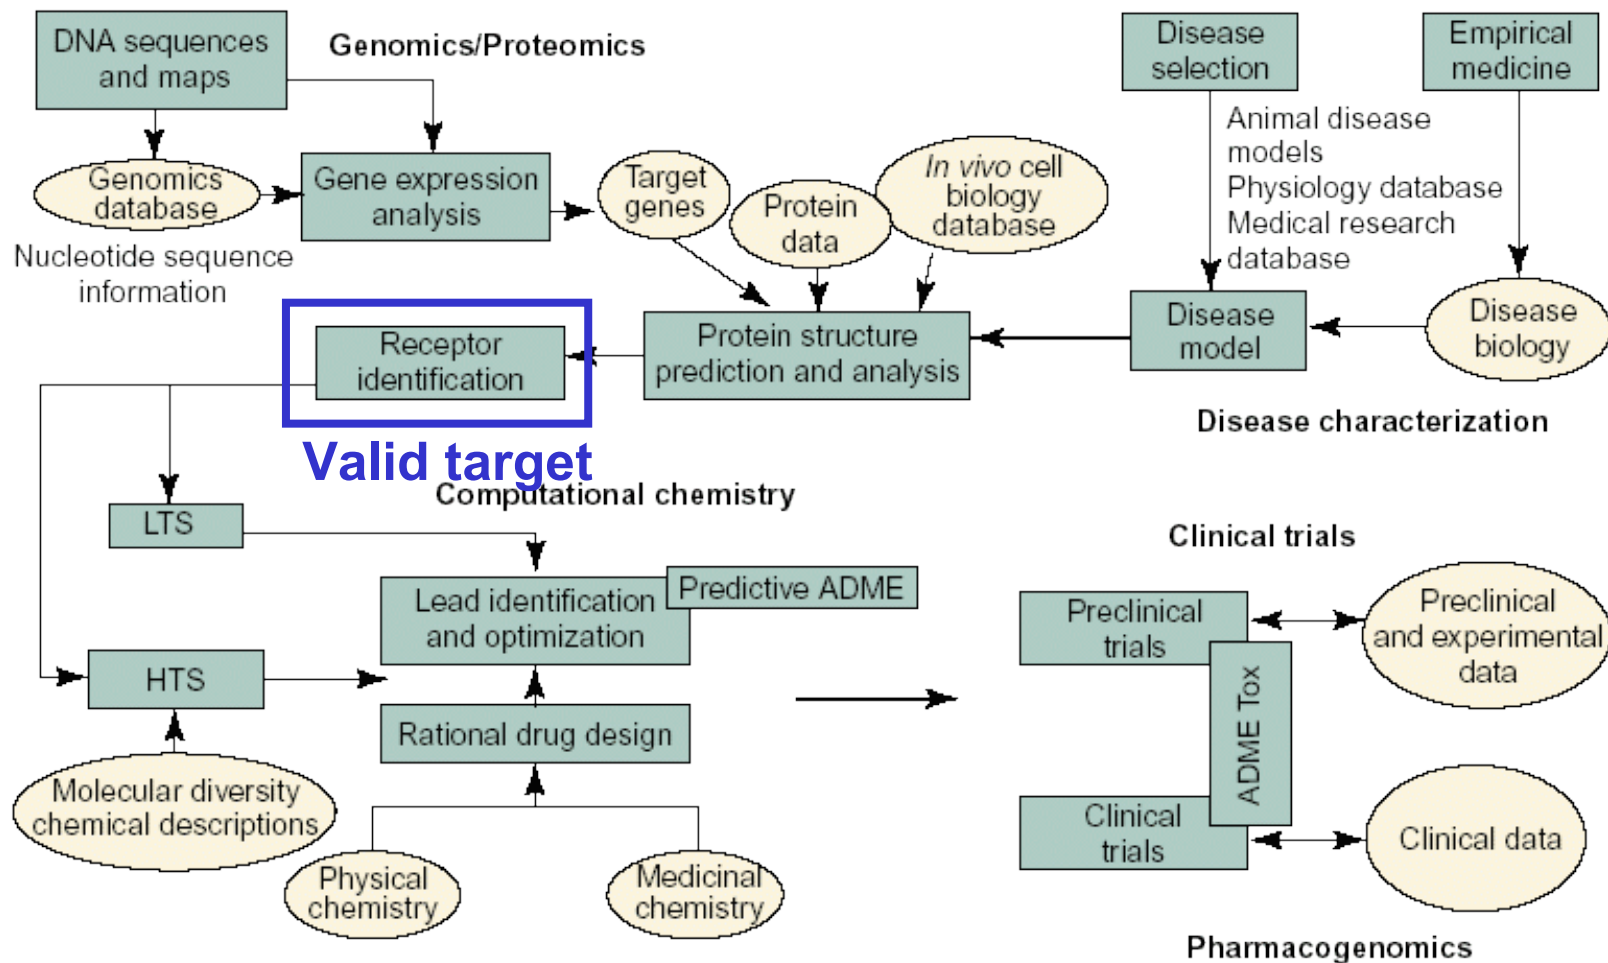 DNA sequences
and maps
Genomics/Proteomics
Disease
selection
Empirical
medicine
Genomics
database
Nucleotide sequence
information
Gene expression
analysis
Target
genes
Protein
data
In vivo cell
biology
database
Animal disease
models
Physiology database
Medical research
database
Receptor
identification
Valid target
Protein structure
prediction and analysis
Disease
model
Disease
biology
Disease characterization
Computational chemistry
LTS
Lead identification
and optimization
Predictive ADME
HTS
Rational drug design
Molecular diversity
chemical descriptions
Physical
chemistry
Medicinal
chemistry
Clinical trials
Preclinical
trials
Preclinical
and experimental
data
ADME Tox
Clinical
trials
Clinical data
Pharmacogenomics